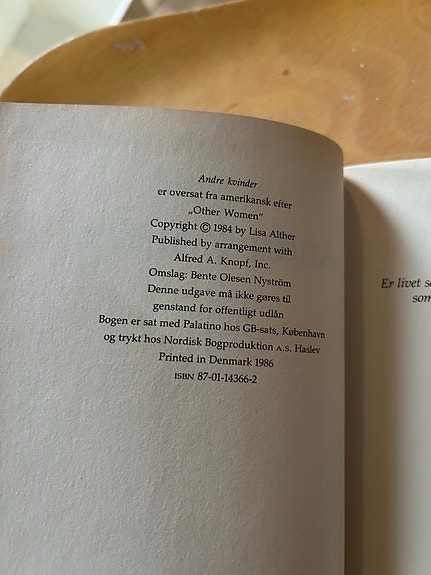 Andre kvinder
er oversat fra amerikansk efter
„Other Women“
Copyright © 1984 by Lisa Alther
Published by arrangement with
Alfred A. Knopf, Inc.
Omslag: Bente Olesen Nyström
Denne udgave må ikke gøres til
genstand for offentligt udlån
Bogen er sat med Palatino hos GB-sats, København
og trykt hos Nordisk Bogproduktion A.S. Haslev
Printed in Denmark 1986
ISBN 87-01-14366-2
Er livet s
som